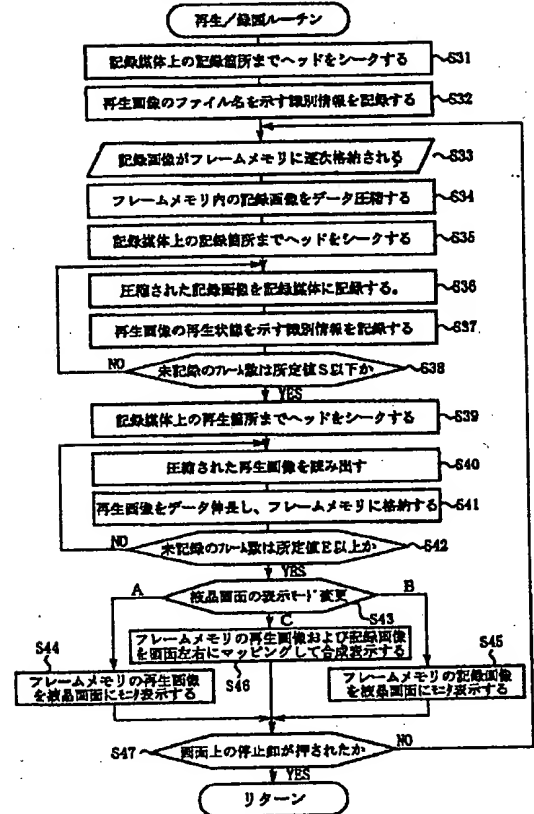 再生/録図ルーチン
記録媒体上の記録箇所までヘッドをシークする
S31
再生画像のファイル名を示す識別情報を記録する
S32
記録画像がフレームメモリに逐次格納される
S33
フレームメモリ内の記録画像をデータ圧縮する
S34
記録媒体上の記録箇所までヘッドをシークする
S35
圧縮された記録画像を記録媒体に記録する。
S36
再生画像の再生状態を示す識別情報を記録する
S37
NO
未記録のフレーム数は所定値S以下か
S38
YES
記録媒体上の再生箇所までヘッドをシークする
S39
圧縮された再生画像を読み出す
S40
再生画像をデータ伸長し、フレームメモリに格納する
S41
NO
未記録のフレーム数は所定値E以上か
S42
YES
A
液晶画面の表示モード変更
B
S43
C
S44
フレームメモリの再生画像および記録画像
を画面左右にマッピングして合成表示する
S45
フレームメモリの再生画像
を液晶画面にモニタ表示する
S46
フレームメモリの記録画像
を液晶画面にモニタ表示する
S47
画面上の停止釦が押されたか
NO
YES
リターン